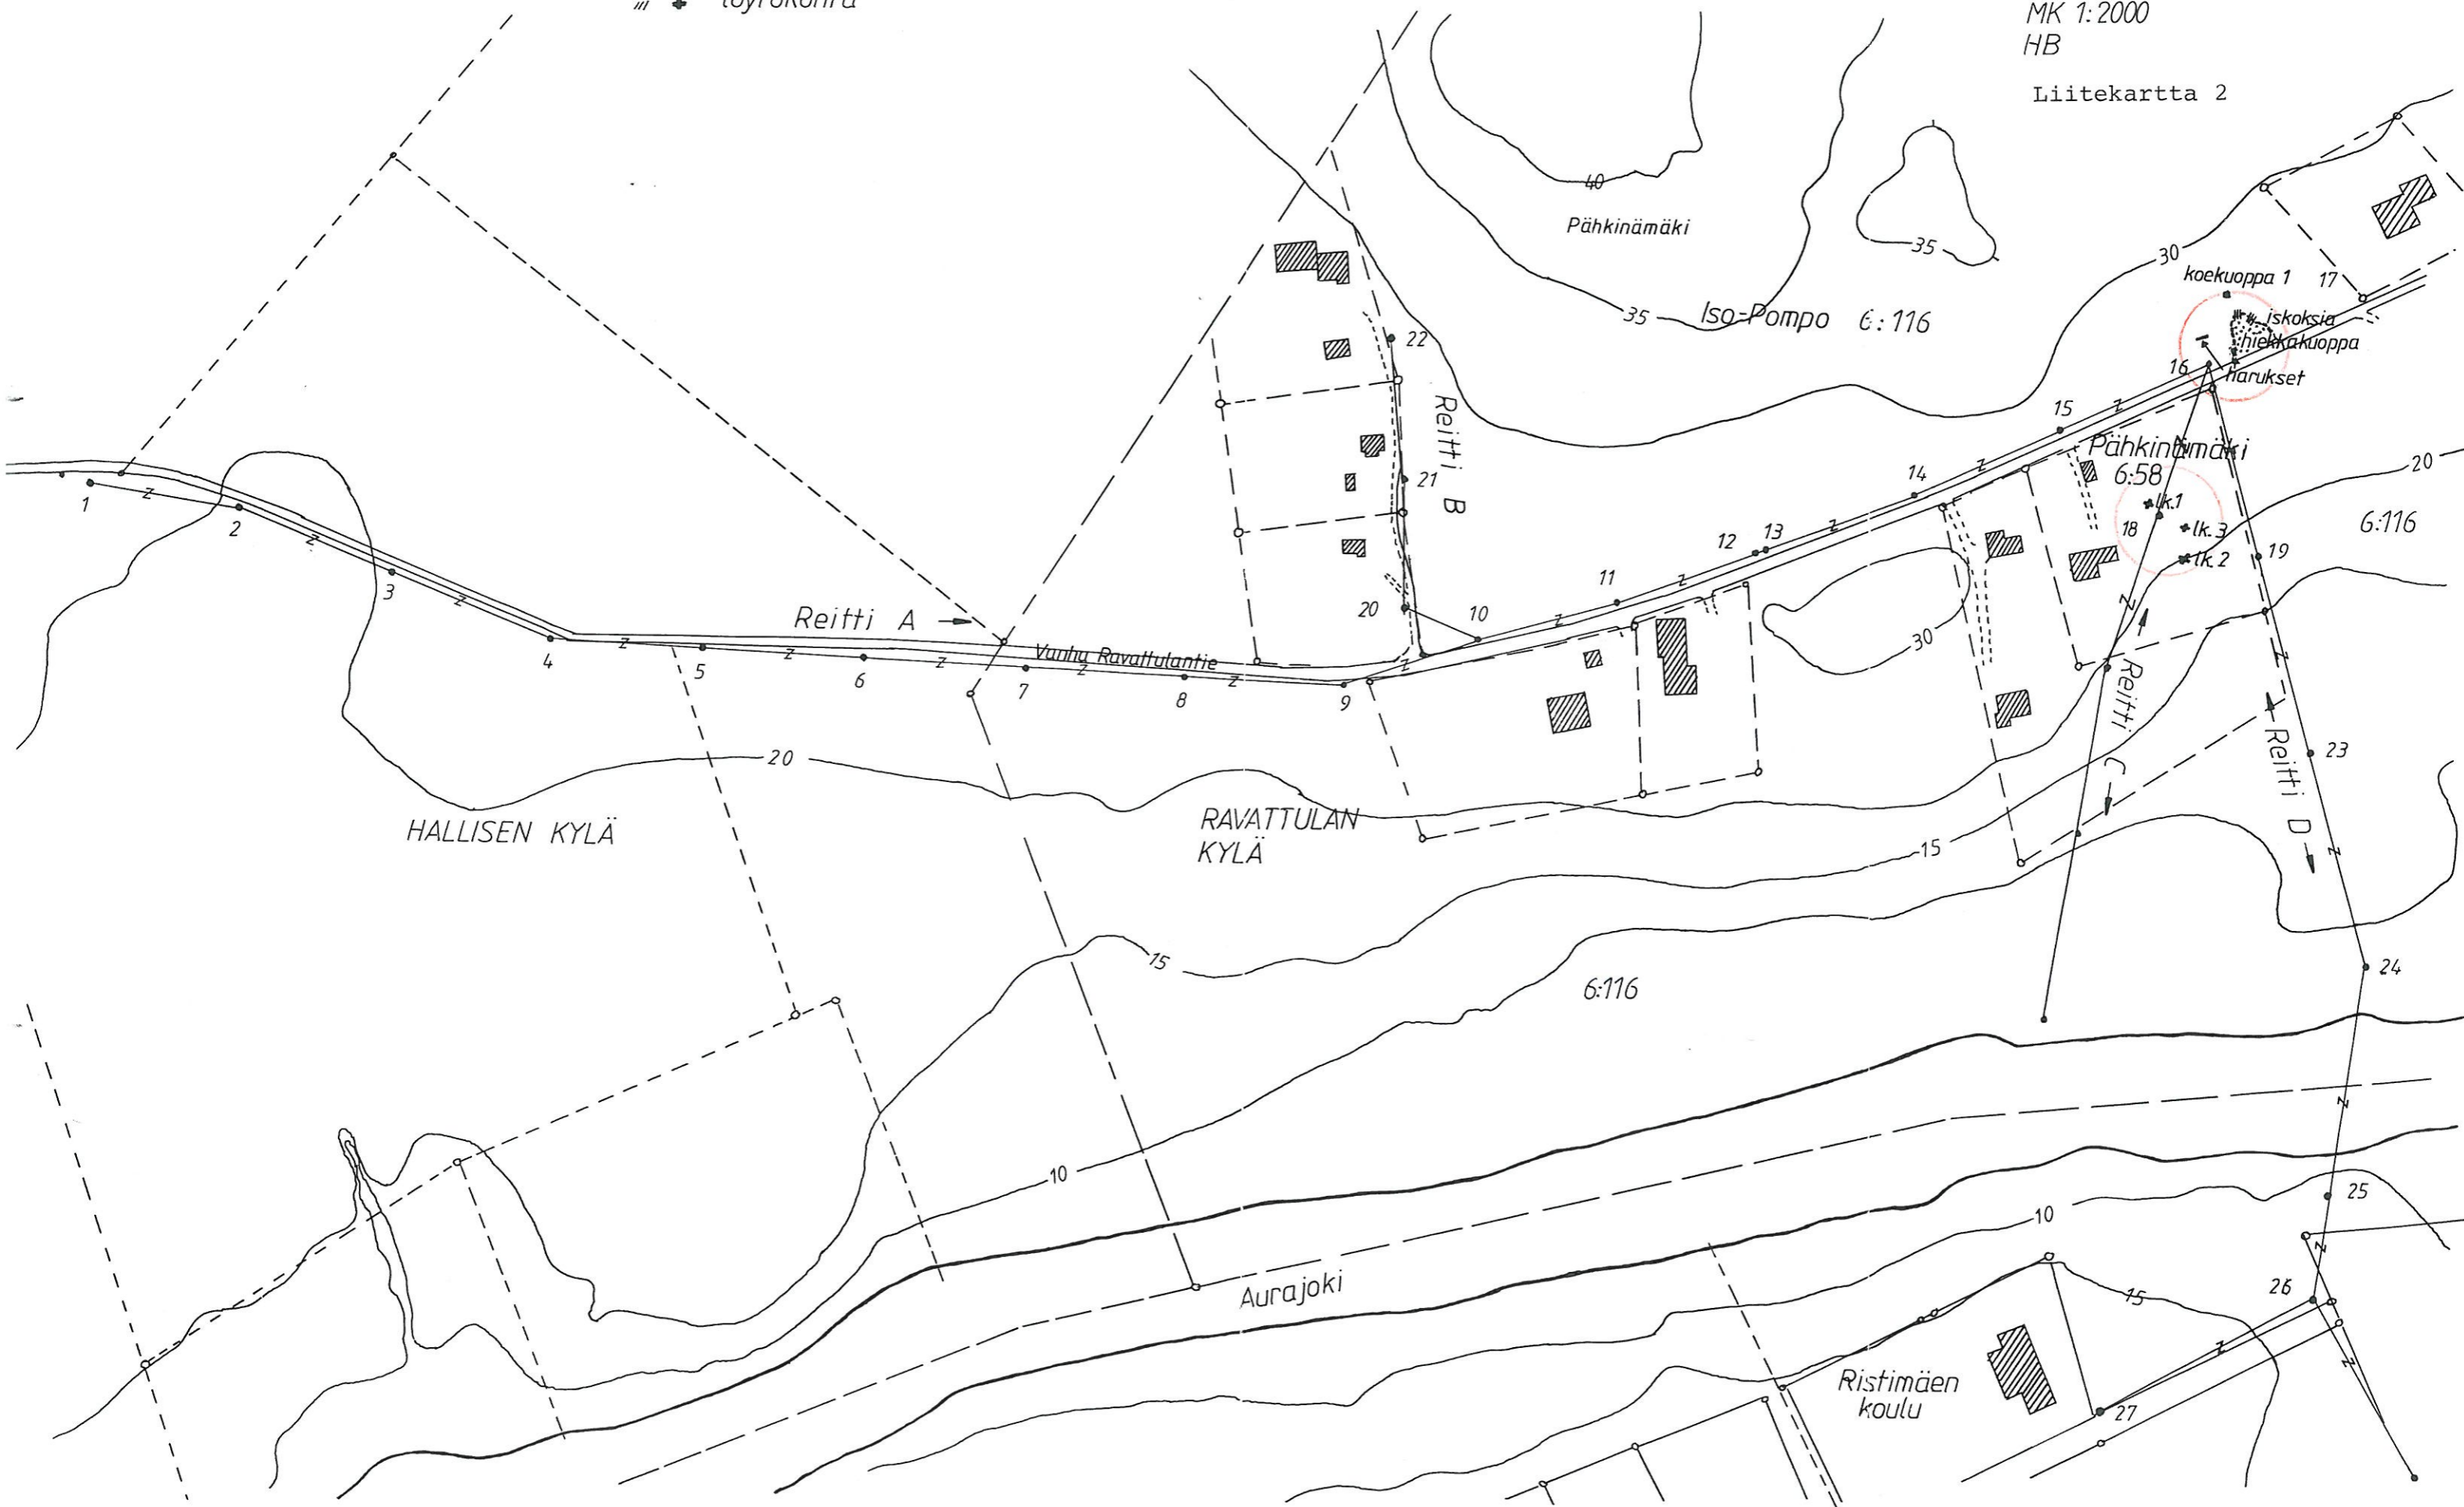 löytökohta
MK 1:2000
HB
Liitekartta 2
40
Pähkinämäki
35
30
koekuoppa 1
17
35
Iso-Pompo 6:116
iskoksia
hiekkakuoppa
16
harukset
22
Reitti B
15
Pähkinämäki
6:58
20
14
21
lk.1
18
lk.3
6:116
1
2
12
13
19
lk.2
3
11
20
10
30
Reitti A
4
5
6
Vanha Ravattulantie
7
8
9
Reitti C
Reitti D
23
20
HALLISEN KYLÄ
RAVATTULAN
KYLÄ
15
15
24
6:116
10
25
10
Aurajoki
26
15
Ristimäen
koulu
27